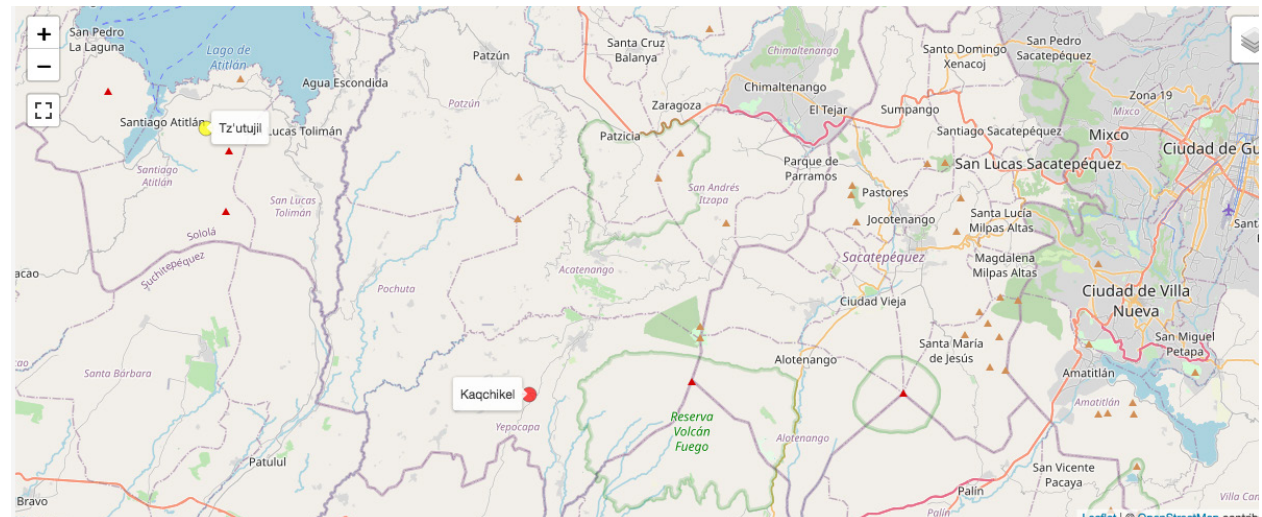 +
−
San Pedro
La Laguna
Lago de
Atitlán
Agua Escondida
Patzún
Patzún
Santa Cruz
Balanya
Chimaltenango
Chimaltenango
Santo Domingo
Xenacoj
San Pedro
Sacatepéquez
Zona 19
Mixco
Mixco
Zaragoza
El Tejar
Sumpango
Santiago Atitlán
Tz'utujil
Lucas Tolimán
Patzicia
Santiago Sacatepéquez
Ciudad de Gu
Parque de
Parramos
San Lucas Sacatepéquez
Santiago
Atitlán
San Lucas
Tolimán
San Andrés
Itzapa
Pastores
Jocotenango
Santa Lucía
Milpas Altas
Sololá
Suchitepéquez
Sacatepéquez
Magdalena
Milpas Altas
acao
Acatenango
Pochuta
Ciudad Vieja
Ciudad de Villa
Nueva
Santa María
de Jesús
San Miguel
Petapa
Alotenango
Santa Bárbara
Amatitlán
Kaqchikel
Amatitlán
Yepocapa
Reserva
Volcán
Fuego
Alotenango
Patulul
San Vicente
Pacaya
Palín
Palín
Bravo
Villa Can
Leaflet | © OpenStreetMap contrib